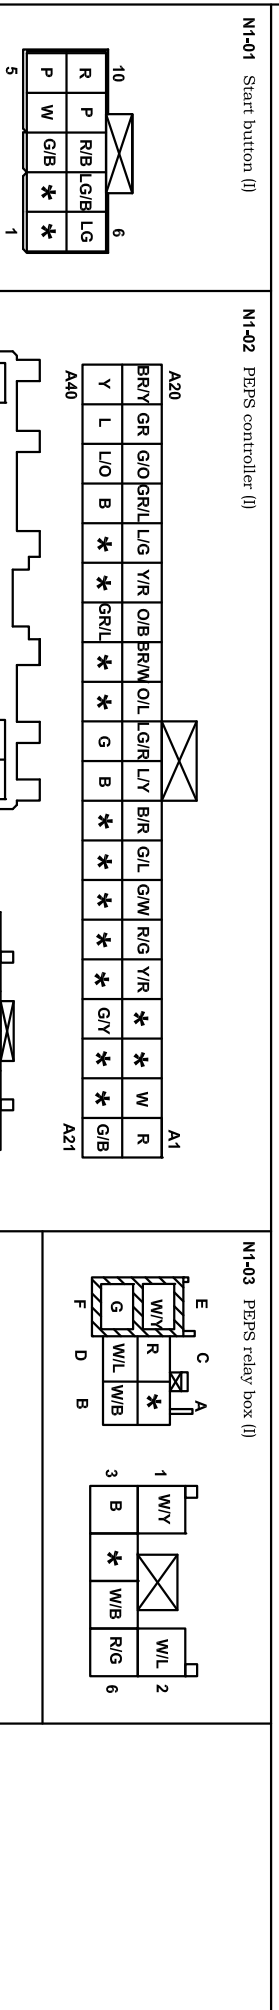 N1-01 Start button (I)
10 6
R P R/B LG/B LG
P W G/B * *
5 1
N1-02 PEPS controller (I)
A20 A1
BR/Y GR G/O GR/L L/G Y/R O/B BR/W O/L LG/R L/Y B/R G/L G/W R/G Y/R * * W R
Y L L/O B * * GR/L * * G B * * * * * G/Y * * G/B
A40 A21
N1-03 PEPS relay box (I)
E C A
W/Y R *
G W/L W/B
F D B
1 2
W/Y W/L
B * W/B R/G
3 6